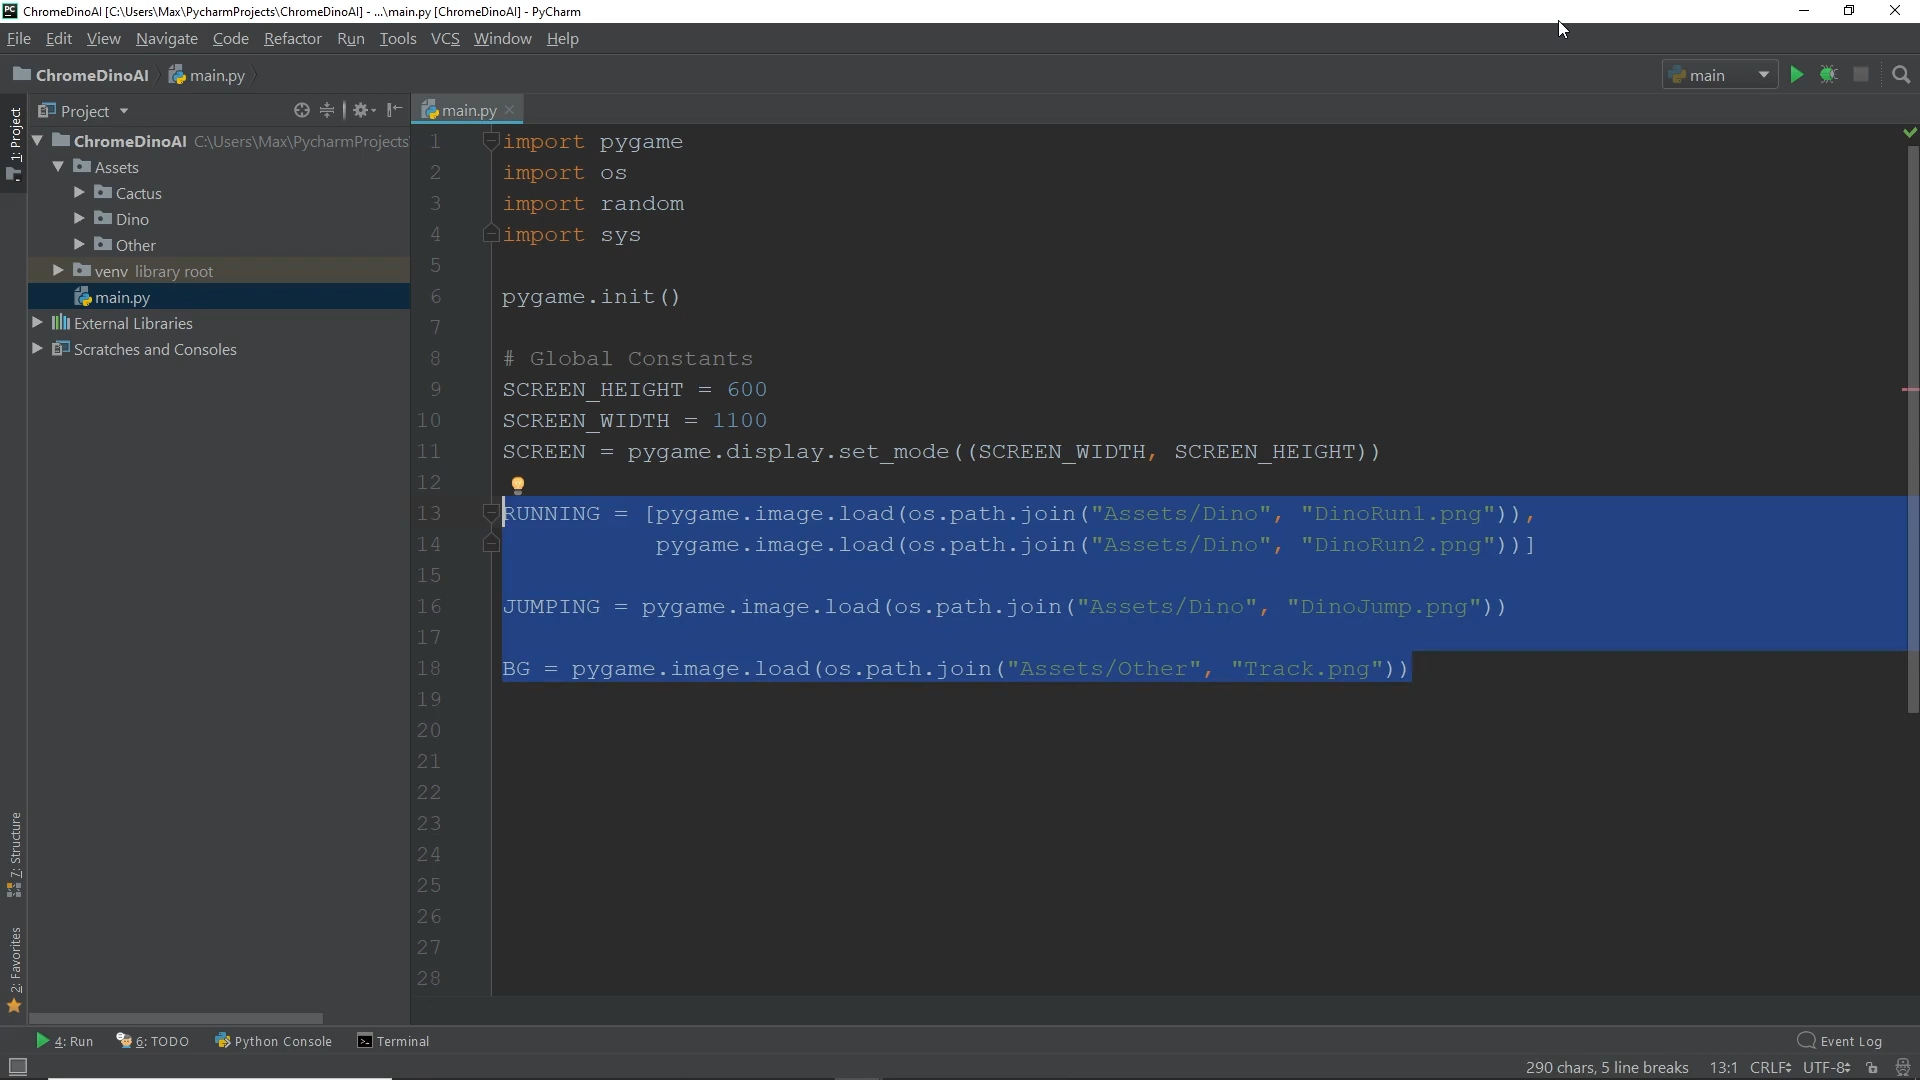 ChromeDinoAI [C:\Users\Max\PycharmProjects\ChromeDinoAI] - ...\main.py [ChromeDinoAI] - PyCharm
File Edit View Navigate Code Refactor Run Tools VCS Window Help
ChromeDinoAI main.py main
1: Project
Project
main.py
ChromeDinoAI C:\Users\Max\PycharmProjects
Assets
Cactus
Dino
Other
venv library root
main.py
External Libraries
Scratches and Consoles
7: Structure
2: Favorites
1 import pygame
2 import os
3 import random
4 import sys
5
6 pygame.init()
7
8 # Global Constants
9 SCREEN_HEIGHT = 600
10 SCREEN_WIDTH = 1100
11 SCREEN = pygame.display.set_mode((SCREEN_WIDTH, SCREEN_HEIGHT))
12
13 RUNNING = [pygame.image.load(os.path.join("Assets/Dino", "DinoRun1.png")),
14 pygame.image.load(os.path.join("Assets/Dino", "DinoRun2.png"))]
15
16 JUMPING = pygame.image.load(os.path.join("Assets/Dino", "DinoJump.png"))
17
18 BG = pygame.image.load(os.path.join("Assets/Other", "Track.png"))
19
20
21
22
23
24
25
26
27
28
4: Run 6: TODO Python Console Terminal Event Log
290 chars, 5 line breaks 13:1 CRLF UTF-8